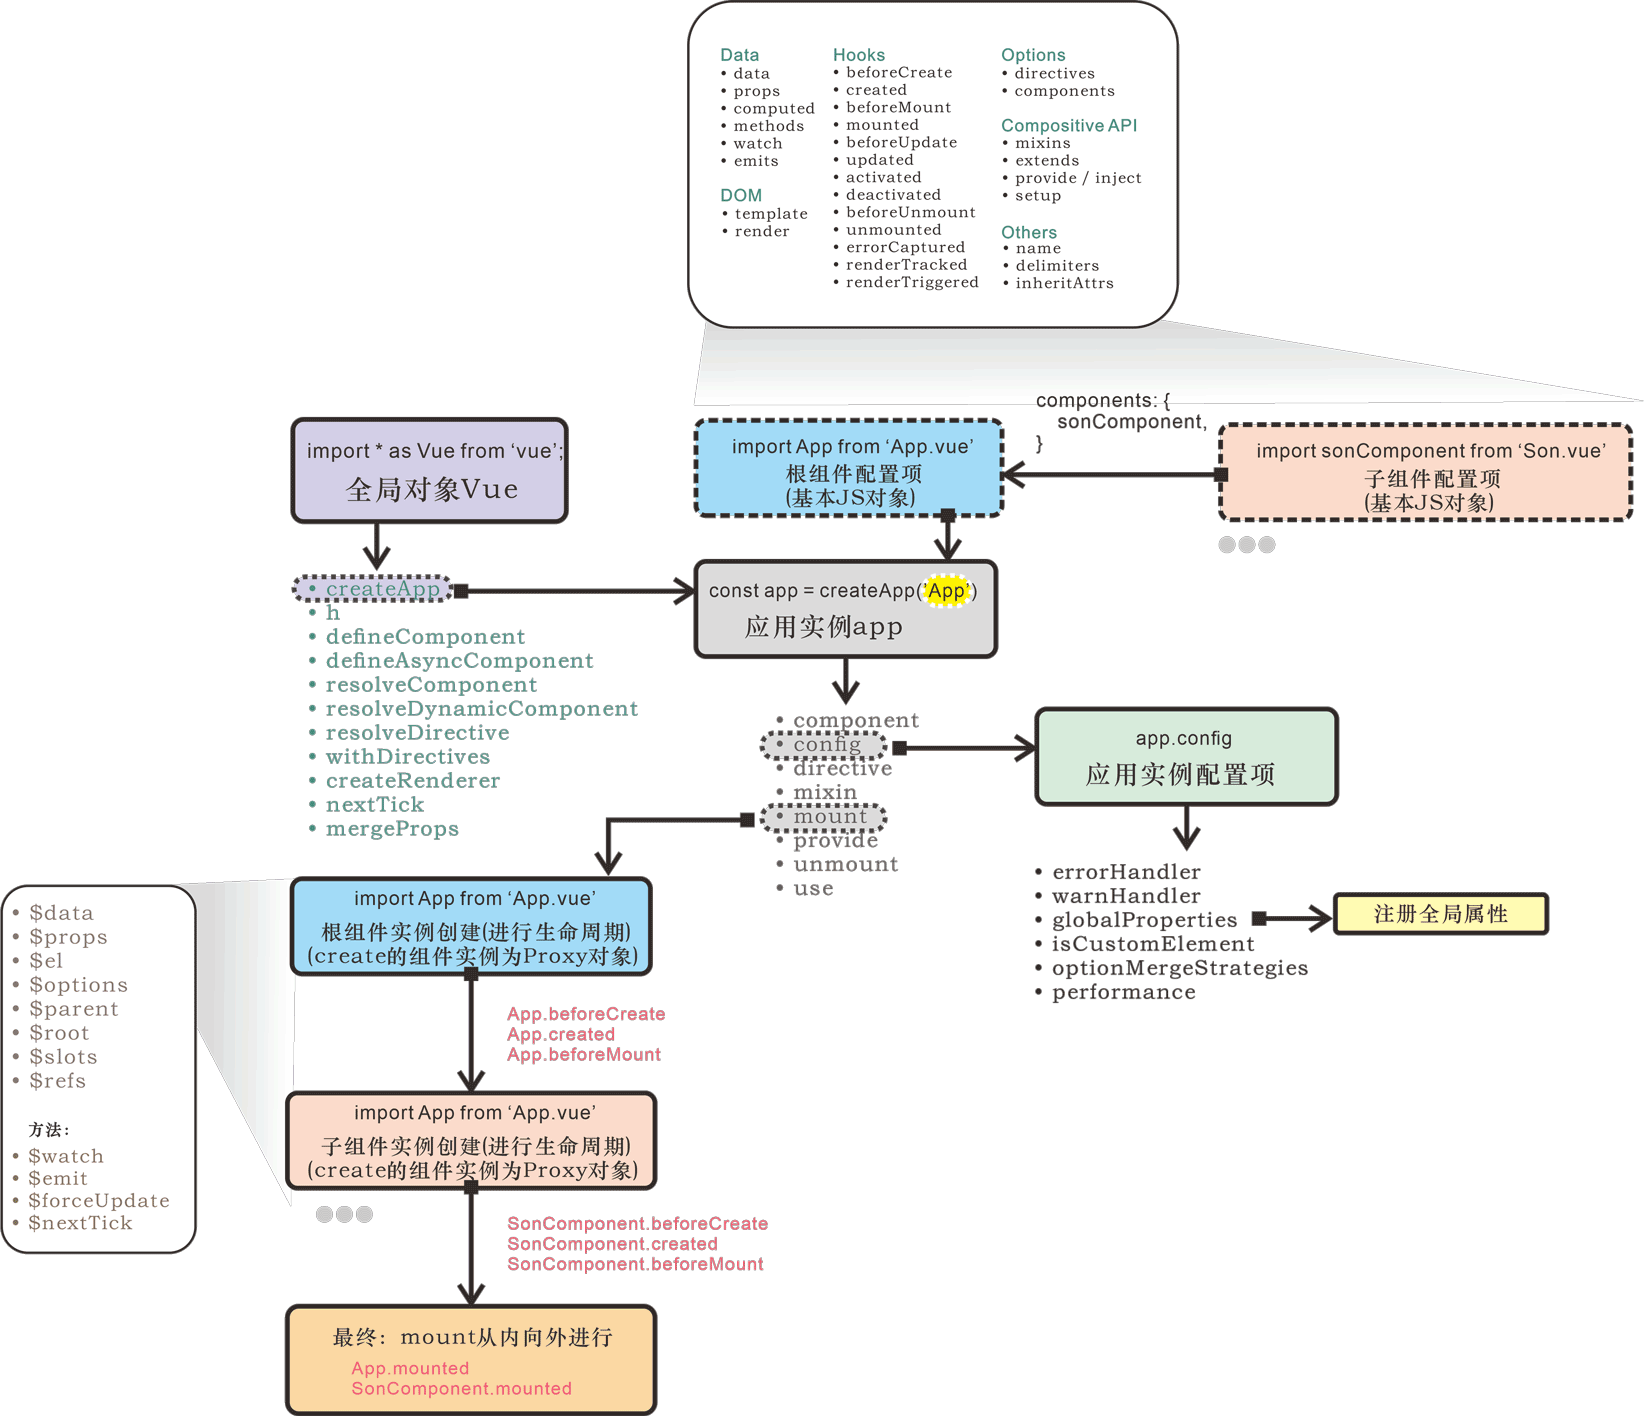 Data
• data
• props
• computed
• methods
• watch
• emits
DOM
• template
• render
Hooks
• beforeCreate
• created
• beforeMount
• mounted
• beforeUpdate
• updated
• activated
• deactivated
• beforeUnmount
• unmounted
• errorCaptured
• renderTracked
• renderTriggered
Options
• directives
• components
Compositive API
• mixins
• extends
• provide / inject
• setup
Others
• name
• delimiters
• inheritAttrs
import * as Vue from ‘vue’;
全局对象Vue
import App from ‘App.vue’
根组件配置项
(基本JS对象)
components: {
sonComponent,
}
import sonComponent from ‘Son.vue’
子组件配置项
(基本JS对象)
• createApp
• h
• defineComponent
• defineAsyncComponent
• resolveComponent
• resolveDynamicComponent
• resolveDirective
• withDirectives
• createRenderer
• nextTick
• mergeProps
const app = createApp(’App’)
应用实例app
• component
• config
• directive
• mixin
• mount
• provide
• unmount
• use
app.config
应用实例配置项
• errorHandler
• warnHandler
• globalProperties
• isCustomElement
• optionMergeStrategies
• performance
注册全局属性
• $data
• $props
• $el
• $options
• $parent
• $root
• $slots
• $refs
方法：
• $watch
• $emit
• $forceUpdate
• $nextTick
import App from ‘App.vue’
根组件实例创建(进行生命周期)
(create的组件实例为Proxy对象)
App.beforeCreate
App.created
App.beforeMount
import App from ‘App.vue’
子组件实例创建(进行生命周期)
(create的组件实例为Proxy对象)
SonComponent.beforeCreate
SonComponent.created
SonComponent.beforeMount
最终：mount从内向外进行
App.mounted
SonComponent.mounted